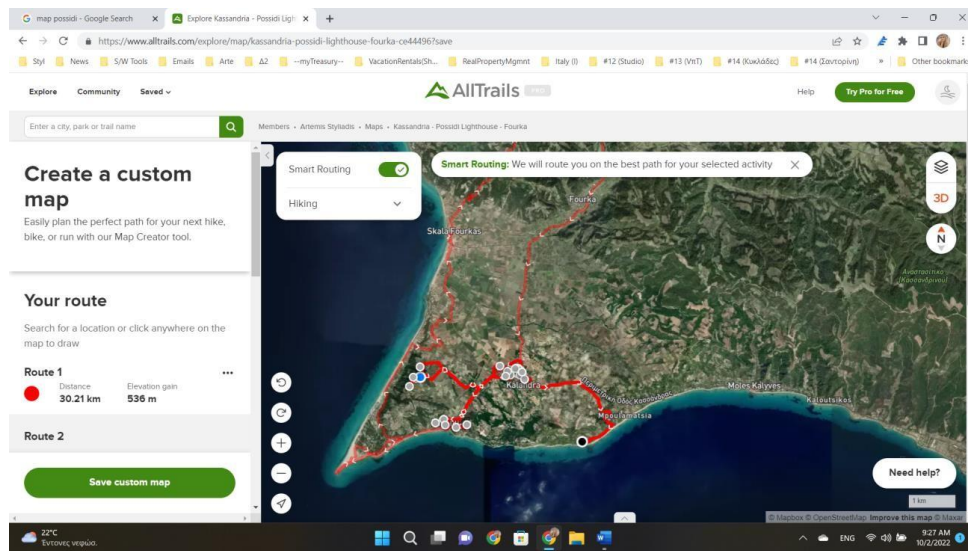 map possidi - Google Search
Explore Kassandria - Possidi Ligh
https://www.alltrails.com/explore/map/kassandria-possidi-lighthouse-fourka-ce44496?save
Styl News S/W Tools Emails Arte Δ2 --myTreasury-- VacationRentals(Sh... RealPropertyMgmnt Italy (I) #12 (Studio) #13 (VπT) #14 (Κυκλάδες) #14 (Σαντορίνη) » Other bookmark
Explore Community Saved AllTrails PRO Help Try Pro for Free
Enter a city, park or trail name
Members • Artemis Styliadis • Maps • Kassandria - Possidi Lighthouse - Fourka
Create a custom
map
Easily plan the perfect path for your next hike,
bike, or run with our Map Creator tool.
Your route
Search for a location or click anywhere on the
map to draw
Route 1
Distance Elevation gain
30.21 km 536 m
Route 2
Save custom map
Smart Routing
Hiking
Smart Routing: We will route you on the best path for your selected activity
3D
N
Fourka
Skala Fourkas
Kalandra
Mpoulamatsia
Moles Kalyves
Kaloutsikos
Need help?
1 km
© Mapbox © OpenStreetMap Improve this map © Maxar
22°C
Έντονες νεφώσ.
ENG
9:27 AM
10/2/2022
1